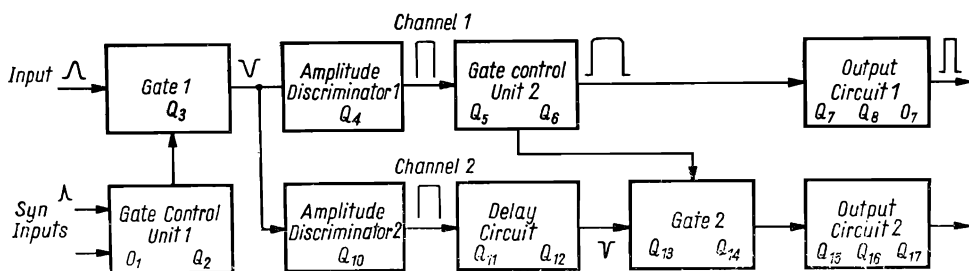 Channel 1
Input
Gate 1
Q3
Amplitude
Discriminator 1
Q4
Gate control
Unit 2
Q5 Q6
Output
Circuit 1
Q7 Q8 O7
Channel 2
Syn
Inputs
Gate Control
Unit 1
O1 Q2
Amplitude
Discriminator 2
Q10
Delay
Circuit
Q11 Q12
Gate 2
Q13 Q14
Output
Circuit 2
Q15 Q16 Q17